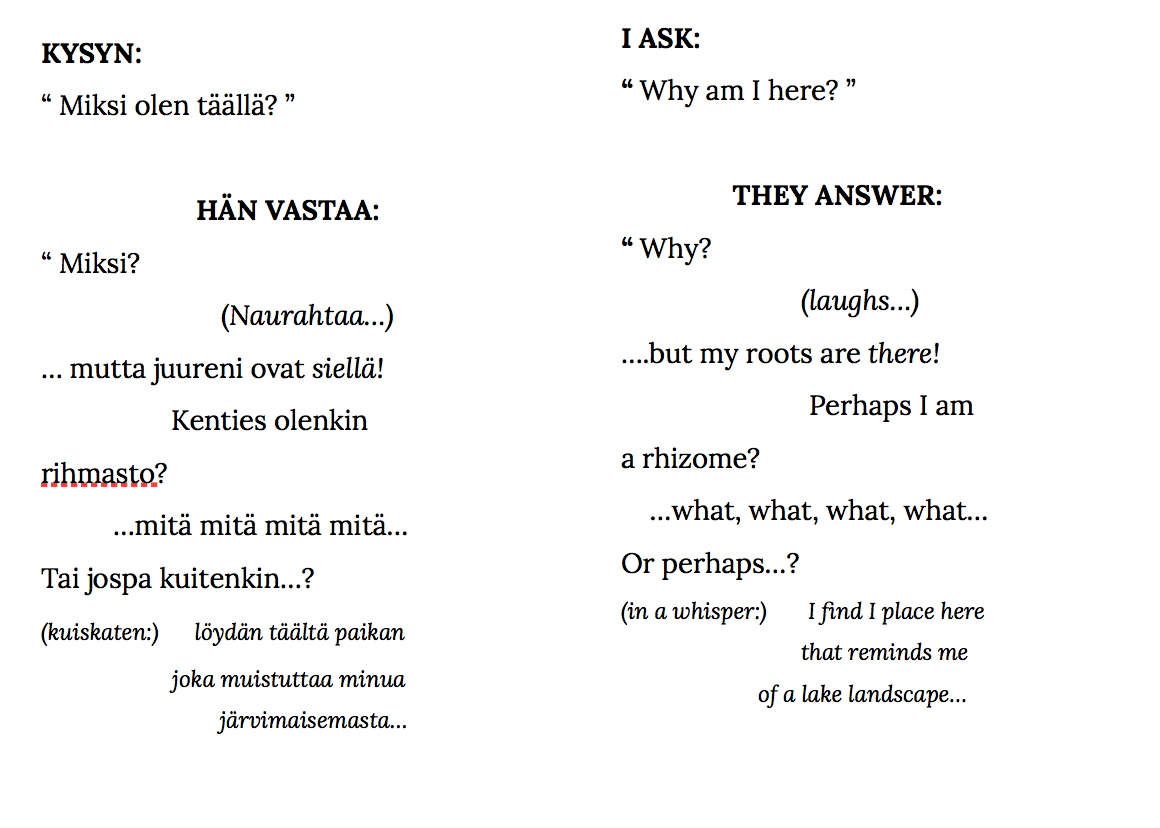 KYSYN:
“ Miksi olen täällä? ”
HÄN VASTAA:
“ Miksi?
(Naurahtaa…)
… mutta juureni ovat siellä!
Kenties olenkin
rihmasto?
…mitä mitä mitä mitä…
Tai jospa kuitenkin…?
(kuiskaten:) löydän täältä paikan
joka muistuttaa minua
järvimaisemasta…
I ASK:
“ Why am I here? ”
THEY ANSWER:
“ Why?
(laughs…)
….but my roots are there!
Perhaps I am
a rhizome?
…what, what, what, what…
Or perhaps…?
(in a whisper:) I find I place here
that reminds me
of a lake landscape…